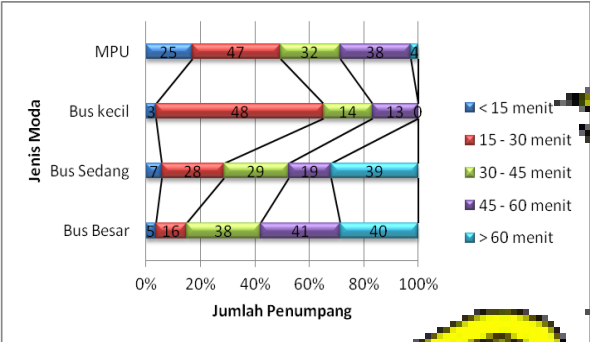 MPU
25 47 32 38 4
Bus kecil
3 48 14 13 0
Bus Sedang
7 28 29 19 39
Bus Besar
5 16 38 41 40
0% 20% 40% 60% 80% 100%
Jumlah Penumpang
Jenis Moda
< 15 menit
15 - 30 menit
30 - 45 menit
45 - 60 menit
> 60 menit